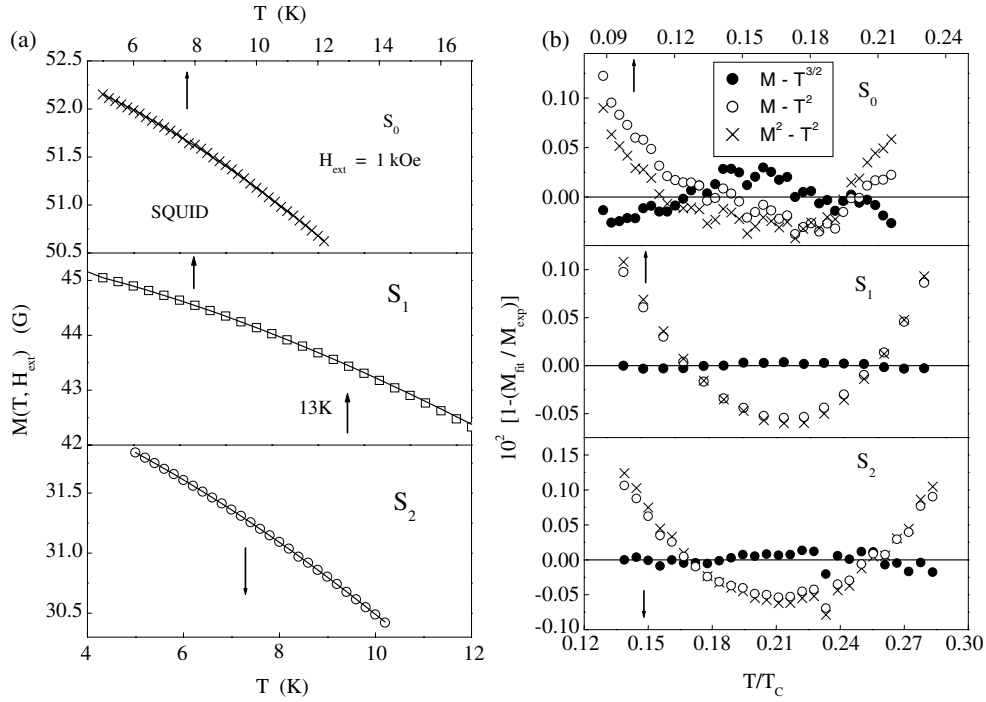 (a)
T (K)
6 8 10 12 14 16
52.5
52.0
51.5
51.0
50.5
S0
Hext = 1 kOe
SQUID
45
44
43
42
S1
13K
31.5
31.0
30.5
S2
M(T, Hext) (G)
4 6 8 10 12
T (K)
(b)
0.09 0.12 0.15 0.18 0.21 0.24
0.10
0.05
0.00
M - T3/2
M - T2
M2 - T2
S0
0.10
0.05
0.00
-0.05
S1
0.15
0.10
0.05
0.00
-0.05
-0.10
S2
10² [1-(Mfit / Mexp)]
0.12 0.15 0.18 0.21 0.24 0.27 0.30
T/TC